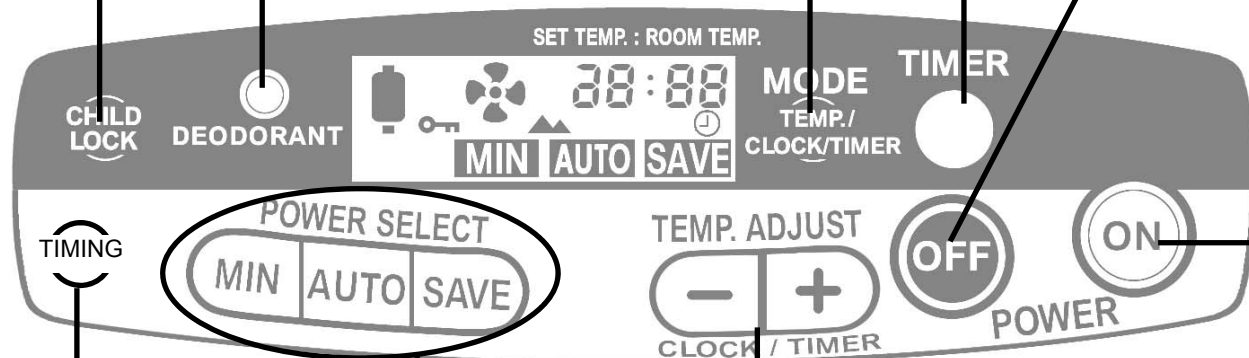 SET TEMP. : ROOM TEMP.
CHILD
LOCK
DEODORANT
28:88
MIN AUTO SAVE
MODE
TEMP./
CLOCK/TIMER
TIMER
TIMING
POWER SELECT
MIN AUTO SAVE
TEMP. ADJUST
- +
CLOCK / TIMER
OFF
ON
POWER